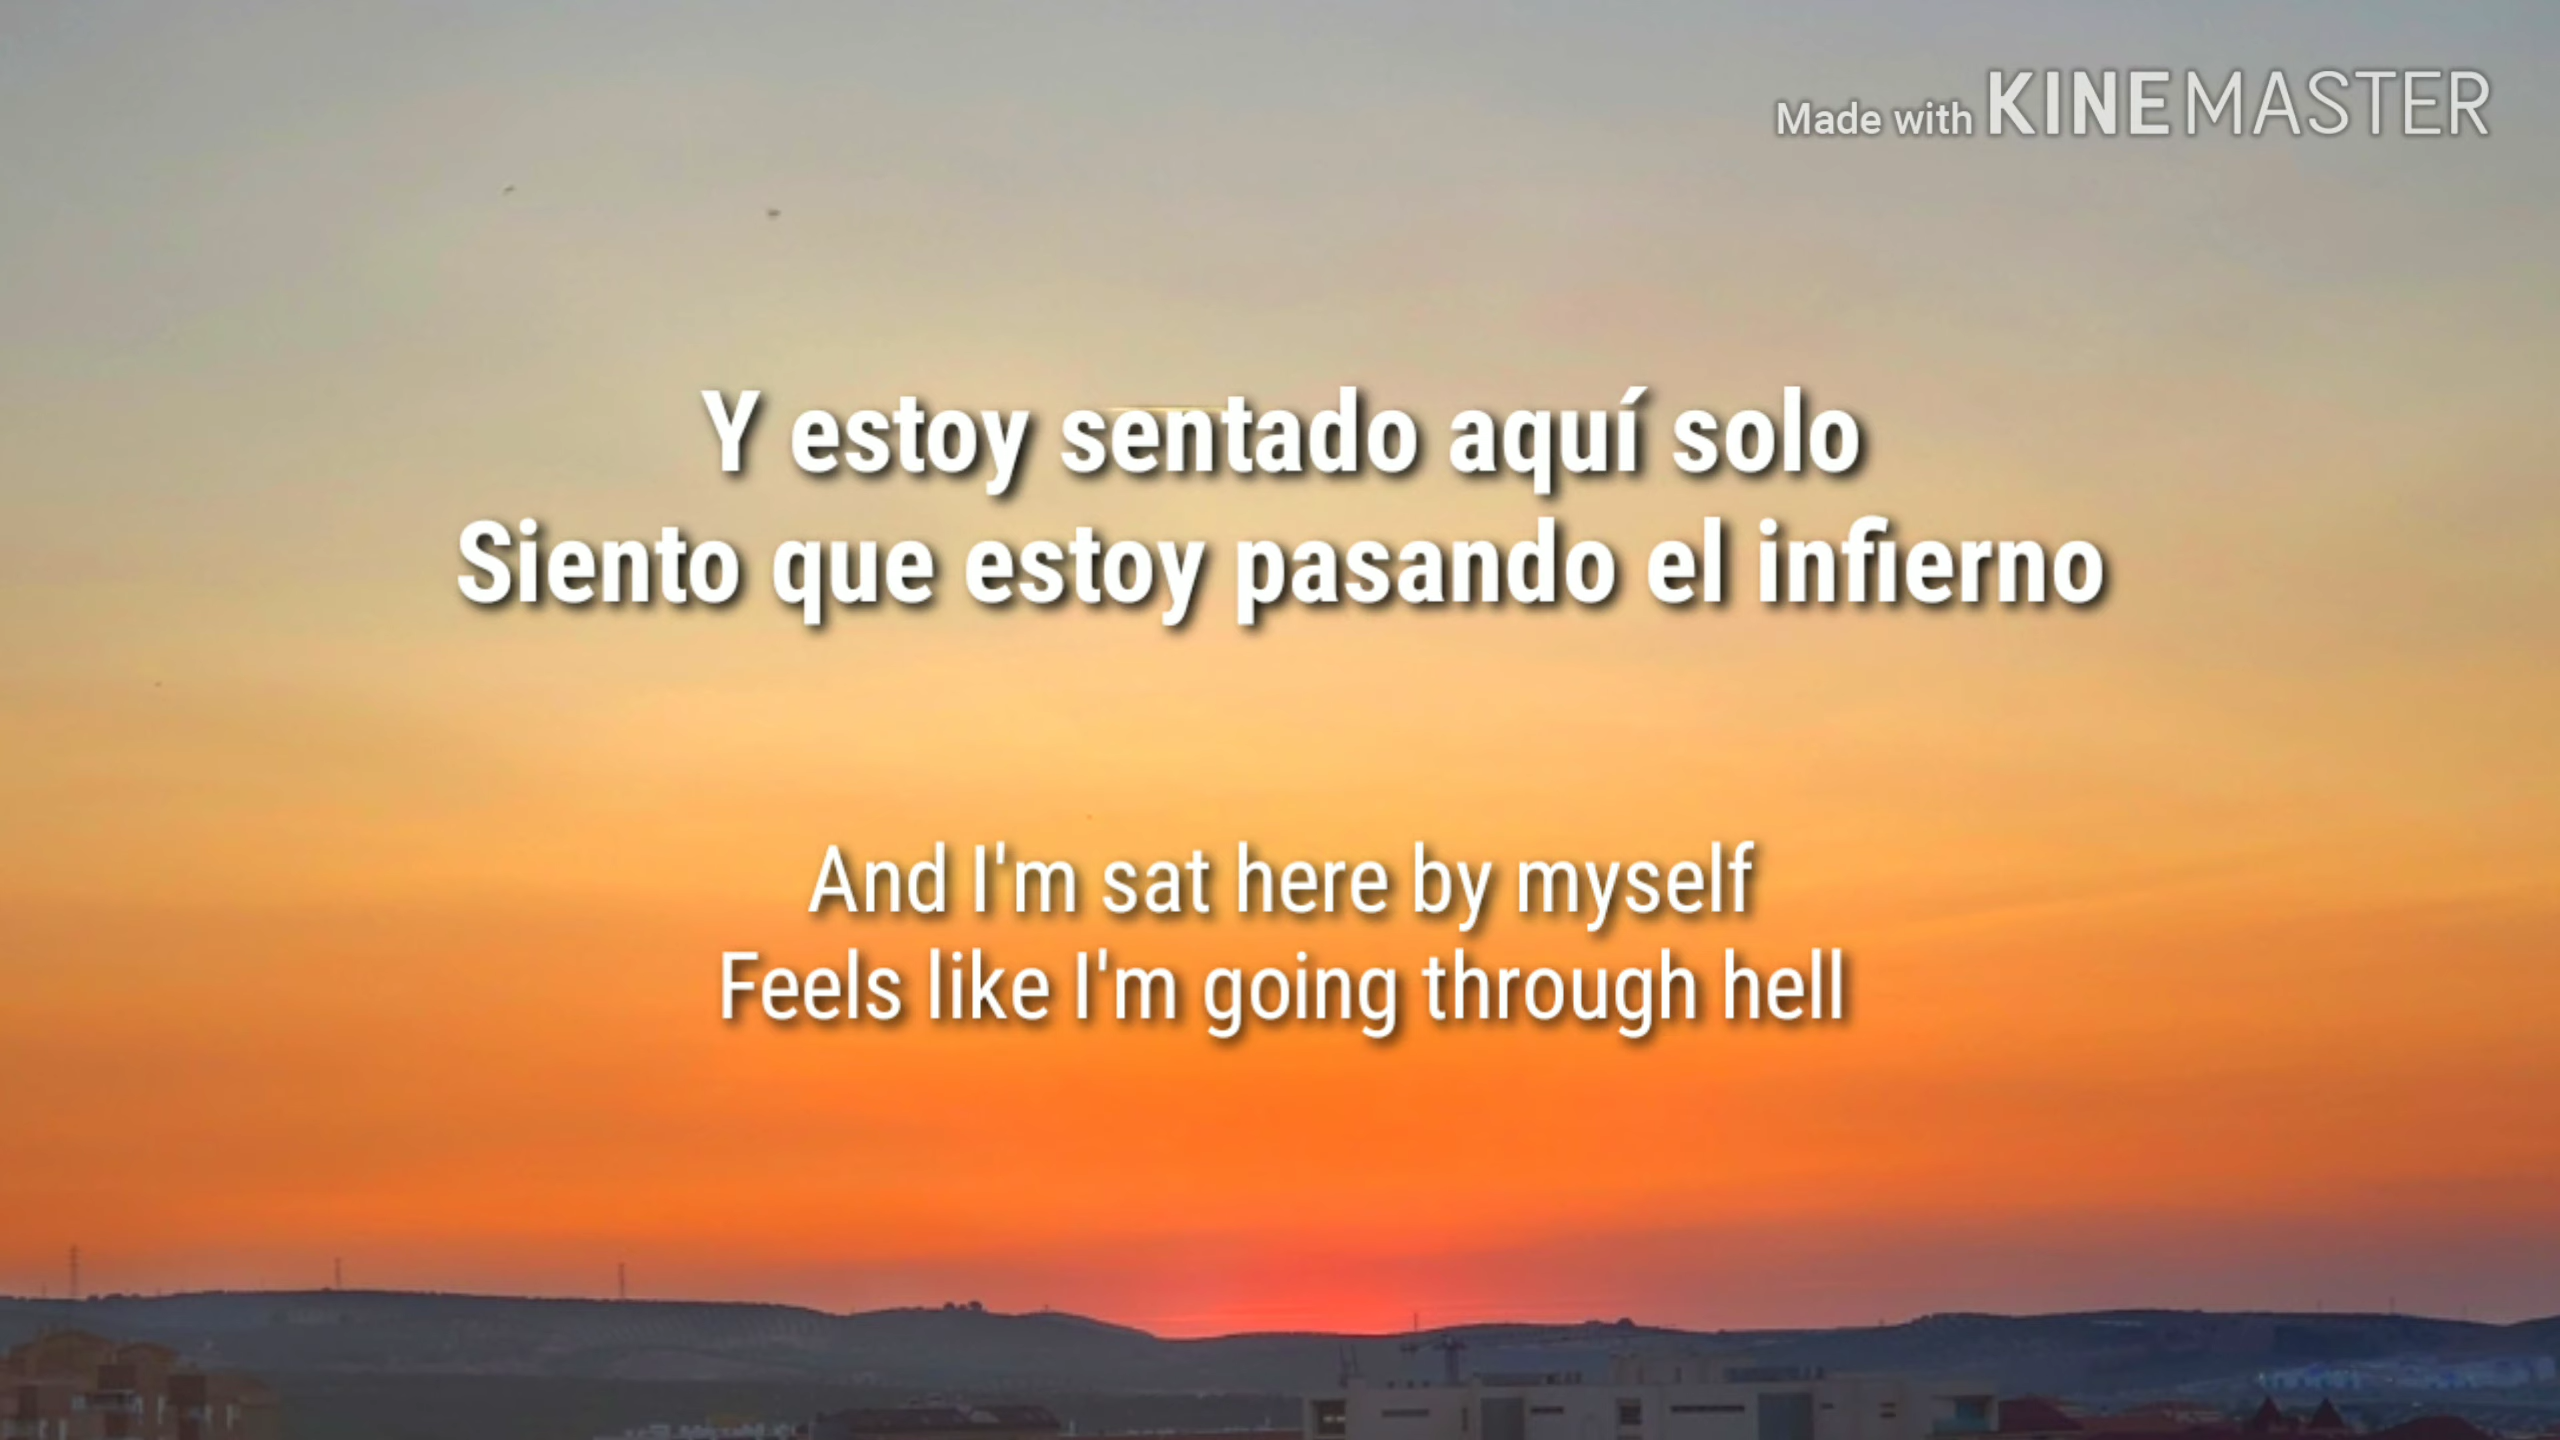 Made with KINEMASTER
Y estoy sentado aquí solo
Siento que estoy pasando el infierno
And I'm sat here by myself
Feels like I'm going through hell